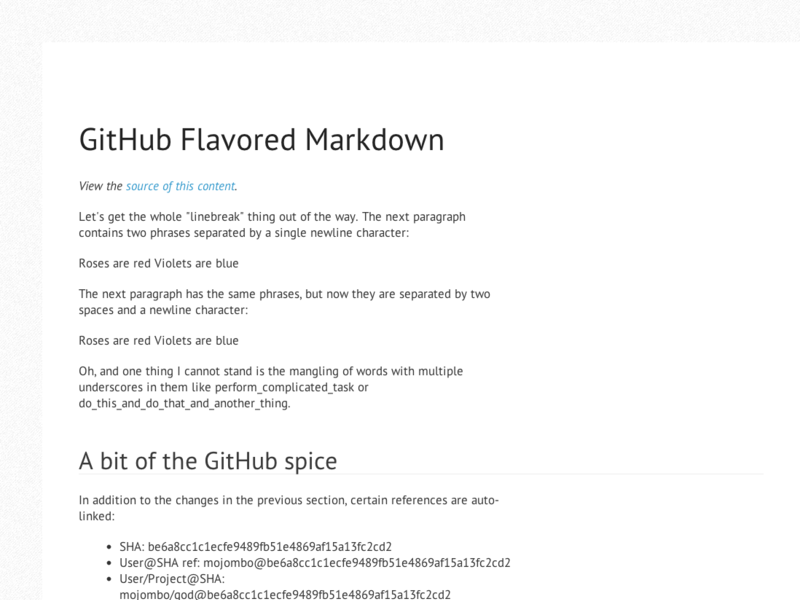 GitHub Flavored Markdown
View the source of this content.
Let's get the whole "linebreak" thing out of the way. The next paragraph
contains two phrases separated by a single newline character:
Roses are red Violets are blue
The next paragraph has the same phrases, but now they are separated by two
spaces and a newline character:
Roses are red Violets are blue
Oh, and one thing I cannot stand is the mangling of words with multiple
underscores in them like perform_complicated_task or
do_this_and_do_that_and_another_thing.
A bit of the GitHub spice
In addition to the changes in the previous section, certain references are auto-
linked:
• SHA: be6a8cc1c1ecfe9489fb51e4869af15a13fc2cd2
• User@SHA ref: mojombo@be6a8cc1c1ecfe9489fb51e4869af15a13fc2cd2
• User/Project@SHA:
mojombo/god@be6a8cc1c1ecfe9489fb51e4869af15a13fc2cd2